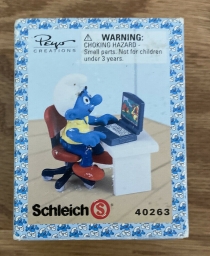 Peyo
CREATIONS
WARNING:
CHOKING HAZARD –
Small parts. Not for children
under 3 years.
Schleich S
40263